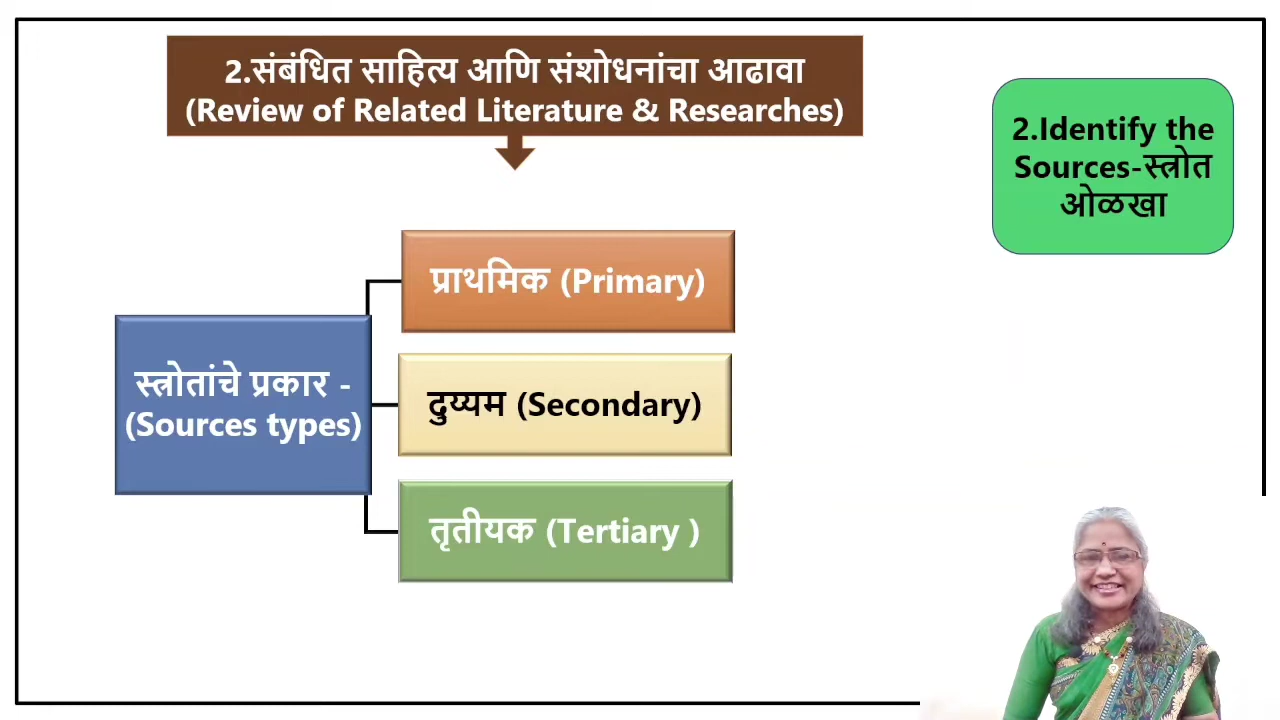 2.संबंधित साहित्य आणि संशोधनांचा आढावा
(Review of Related Literature & Researches)
2.Identify the
Sources-स्त्रोत
ओळखा
स्त्रोतांचे प्रकार -
(Sources types)
प्राथमिक (Primary)
दुय्यम (Secondary)
तृतीयक (Tertiary )